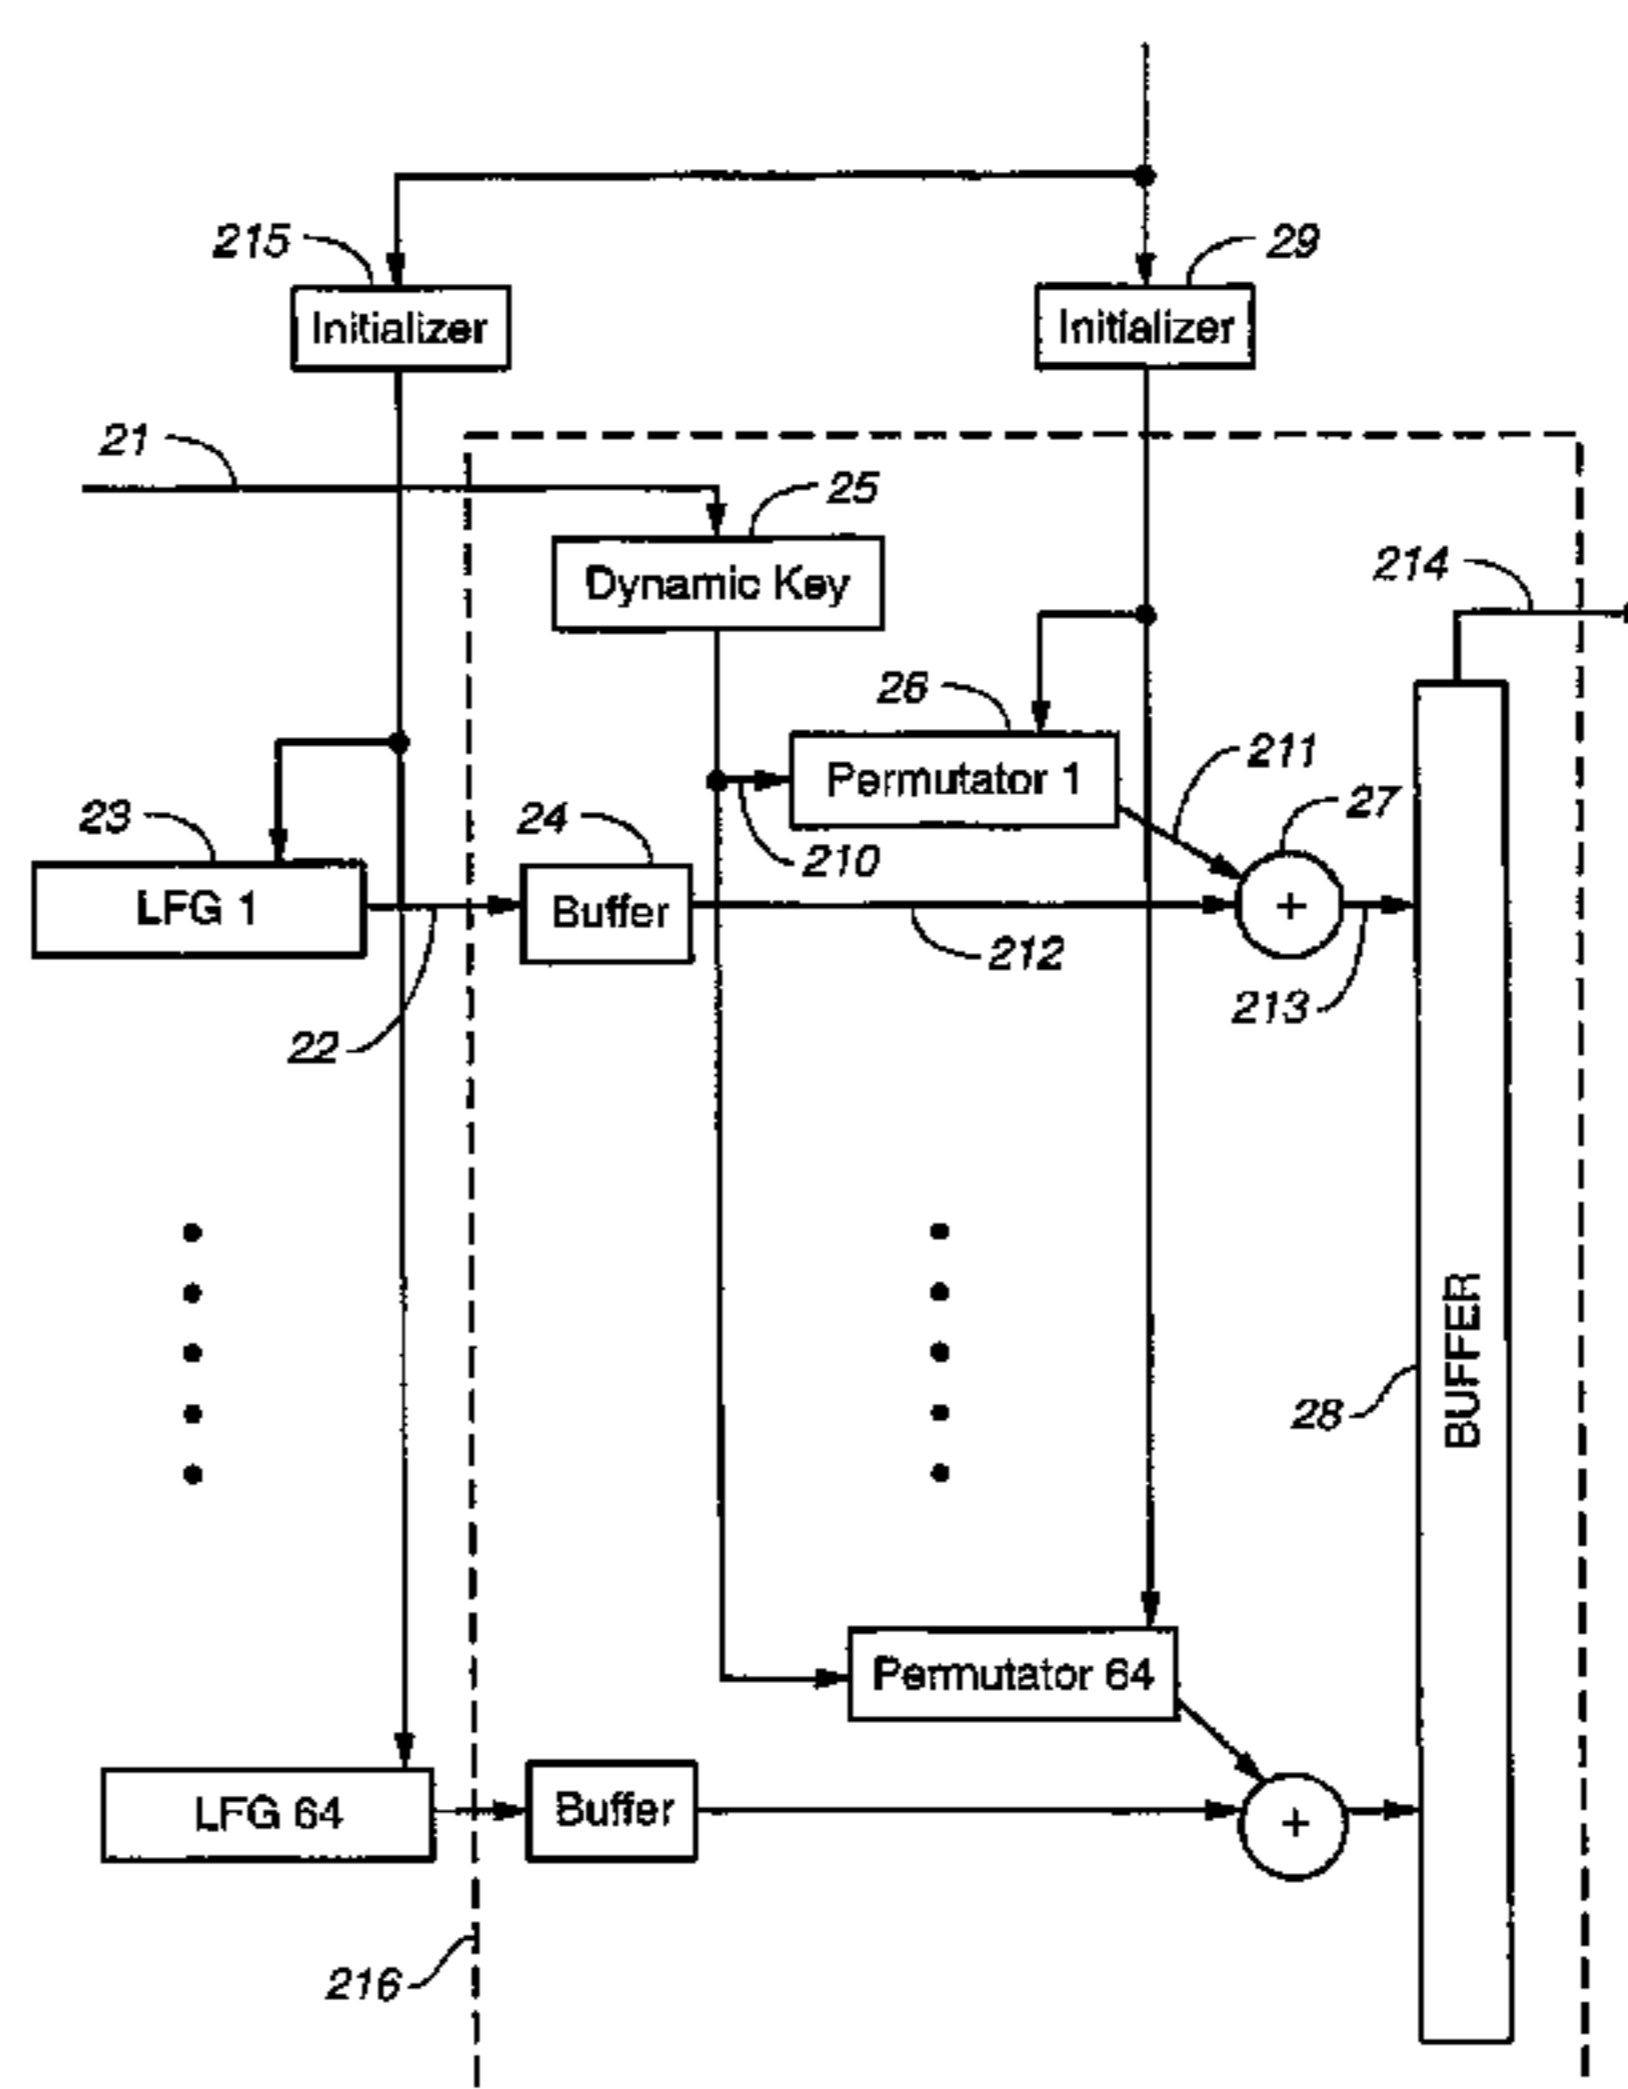 215
29
Initializer
Initializer
21
25
214
Dynamic Key
26
211
Permutator 1
27
23
24
210
LFG 1
Buffer
+
212
213
22
BUFFER
28
Permutator 64
LFG 64
Buffer
+
216